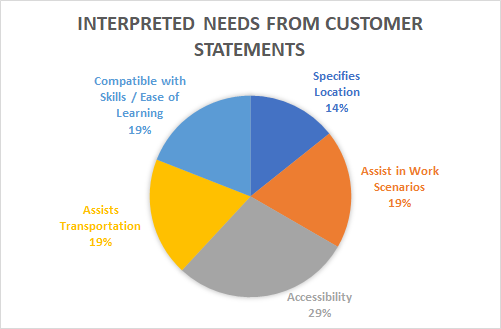 INTERPRETED NEEDS FROM CUSTOMER
STATEMENTS
Specifies
Location
14%
Assist in Work
Scenarios
19%
Accessibility
29%
Assists
Transportation
19%
Compatible with
Skills / Ease of
Learning
19%